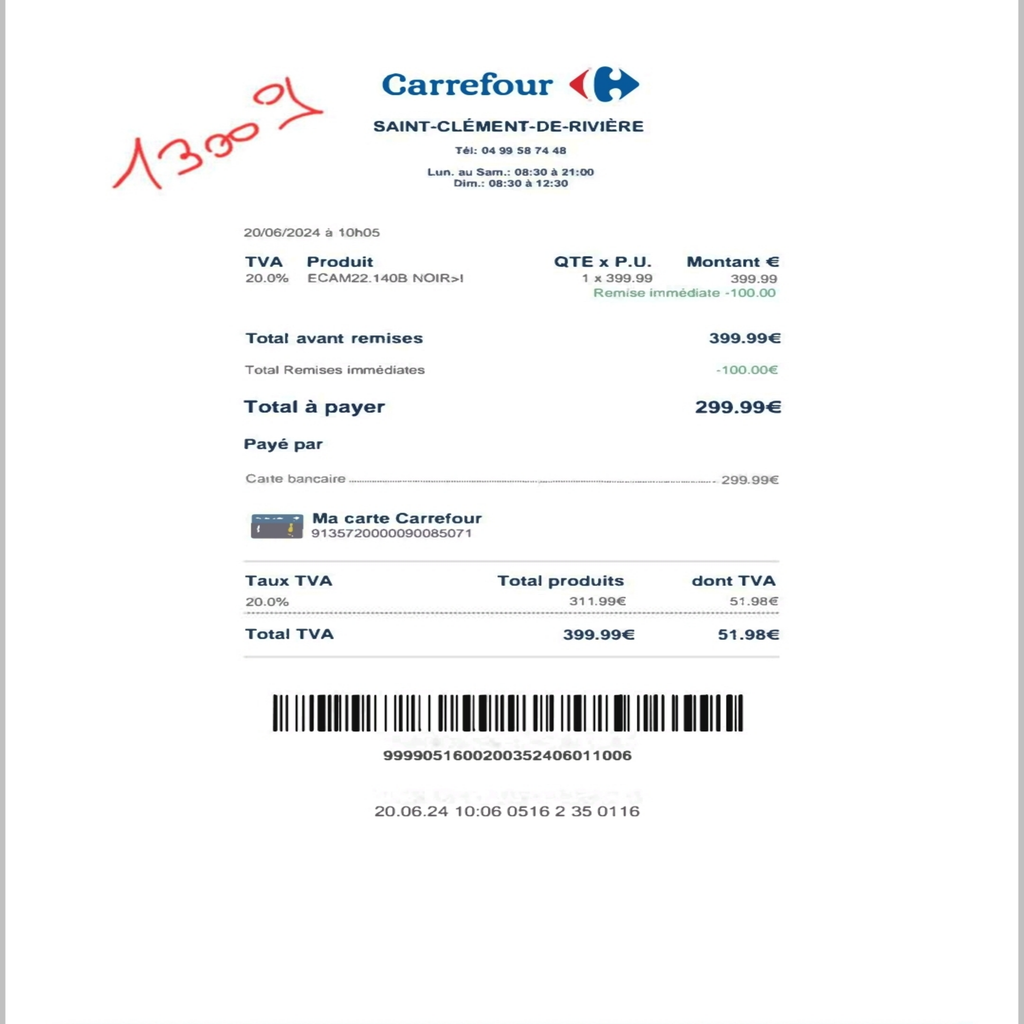 1300 g
Carrefour
SAINT-CLÉMENT-DE-RIVIÈRE
Tél: 04 99 58 74 48
Lun. au Sam.: 08:30 à 21:00
Dim.: 08:30 à 12:30
20/06/2024 à 10h05
TVA Produit QTE x P.U. Montant €
20.0% ECAM22.140B NOIR>! 1 x 399.99 399.99
Remise immédiate -100.00
Total avant remises 399.99€
Total Remises immédiates -100.00€
Total à payer 299.99€
Payé par
Carte bancaire 299.99€
Ma carte Carrefour
9135720000090085071
Taux TVA Total produits dont TVA
20.0% 311.99€ 51.98€
Total TVA 399.99€ 51.98€
9999051600200352406011006
20.06.24 10:06 0516 2 35 0116